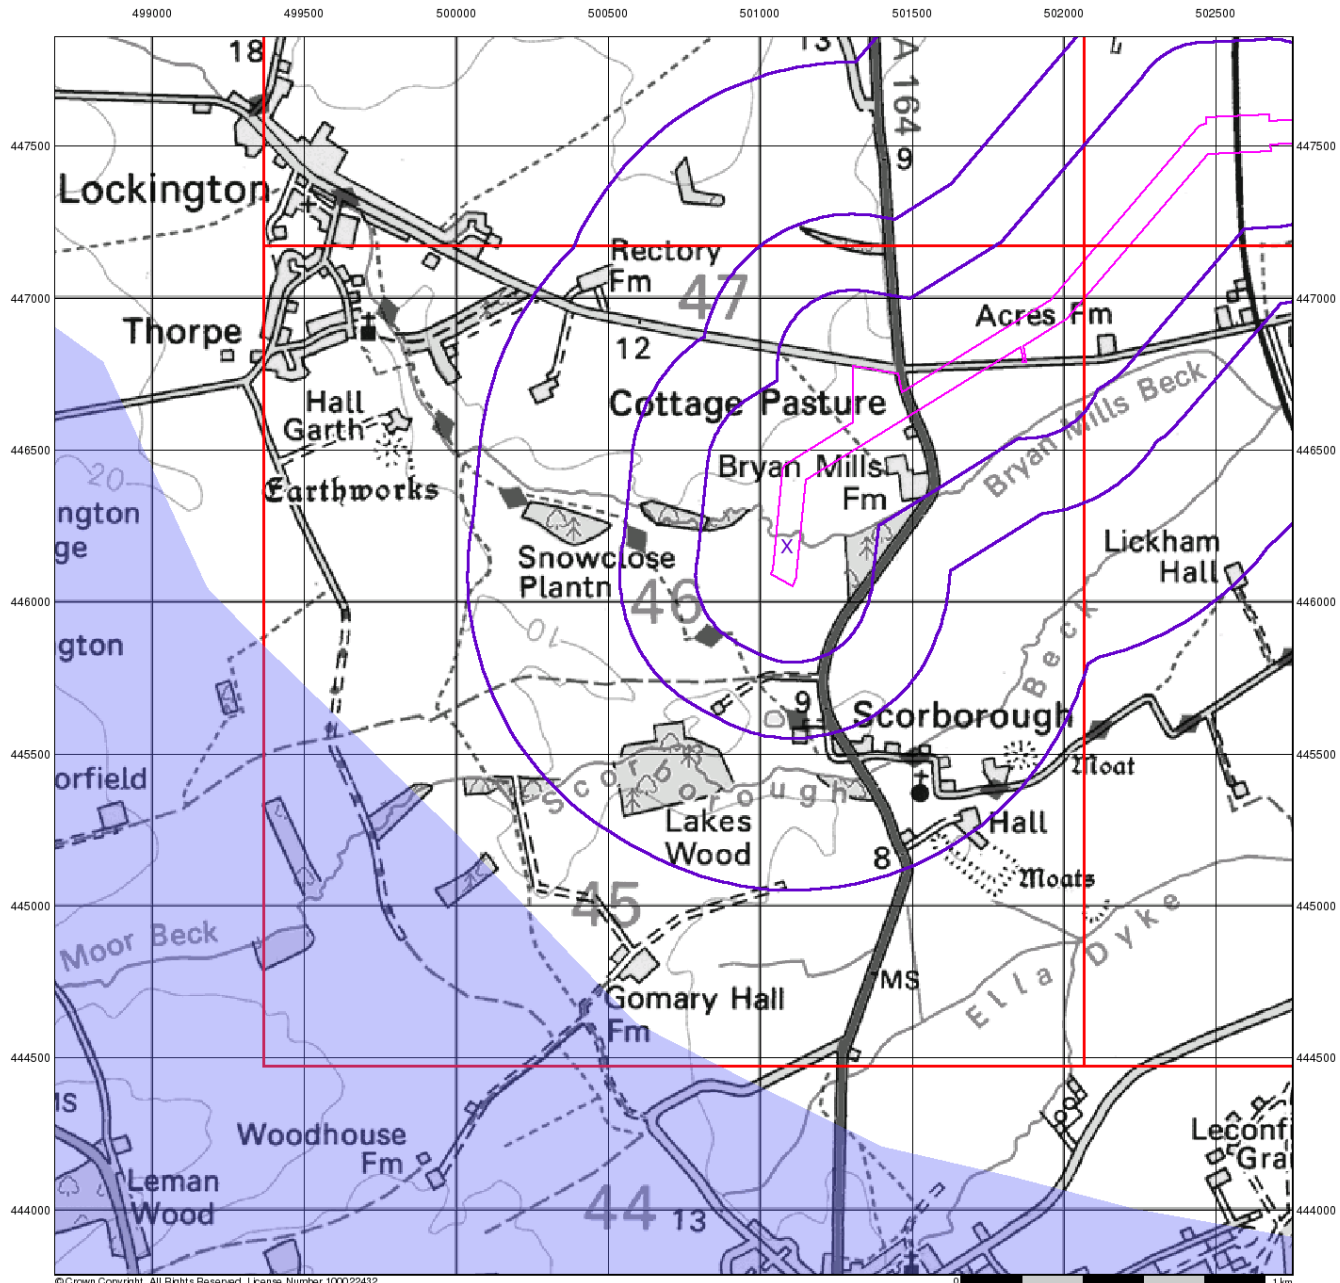 499000 499500 500000 500500 501000 501500 502000 502500
18
13
A 164
447500 447500
9
Lockington
Rectory
Fm
47
447000 447000
Acres Fm
Thorpe
12
Hall
Garth
Cottage Pasture
Bryan Mills Beck
446500 446500
20
Bryan Mills
Fm
Earthworks
ngton
ge
Snowclose
Plantn
Lickham
Hall
46
446000 446000
10
gton
Beck
9
Scorborough
445500 445500
Moat
orfield
Scorborough
Lakes
Wood
Hall
8
Moats
45
445000 445000
Moor Beck
Ella Dyke
MS
Gomary Hall
Fm
444500 444500
MS
Woodhouse
Fm
Leconfi
Gra
Leman
Wood
44
13
444000 444000
© Crown Copyright. All Rights Reserved. License Number 100022432
0 1 km